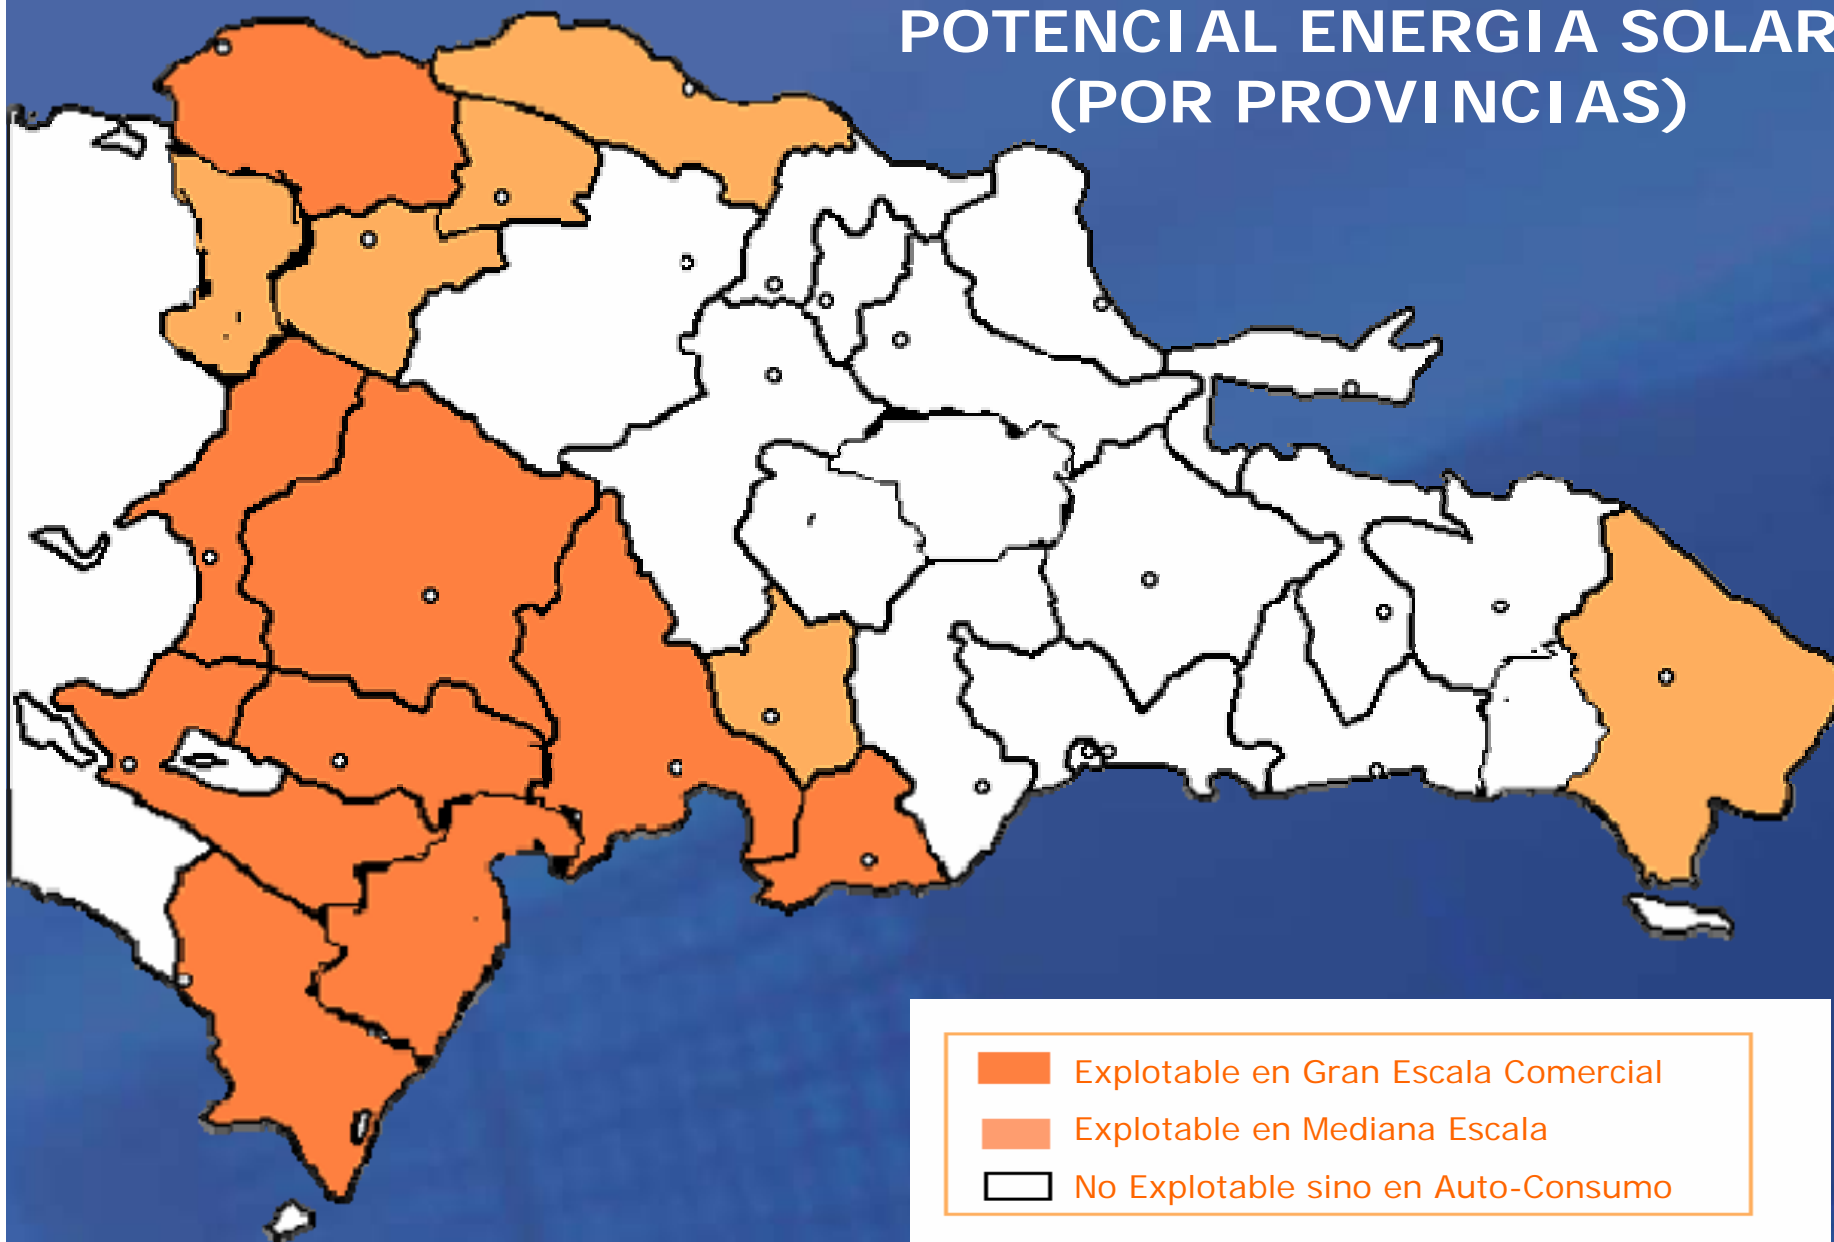 POTENCIAL ENERGIA SOLAR
(POR PROVINCIAS)
Explotable en Gran Escala Comercial
Explotable en Mediana Escala
No Explotable sino en Auto-Consumo